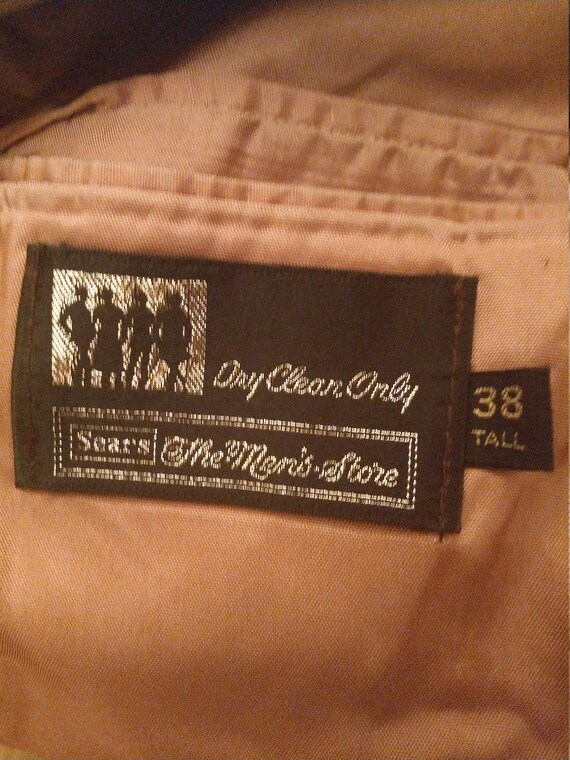 Dry Clean Only
Sears The Men's Store
38
TALL